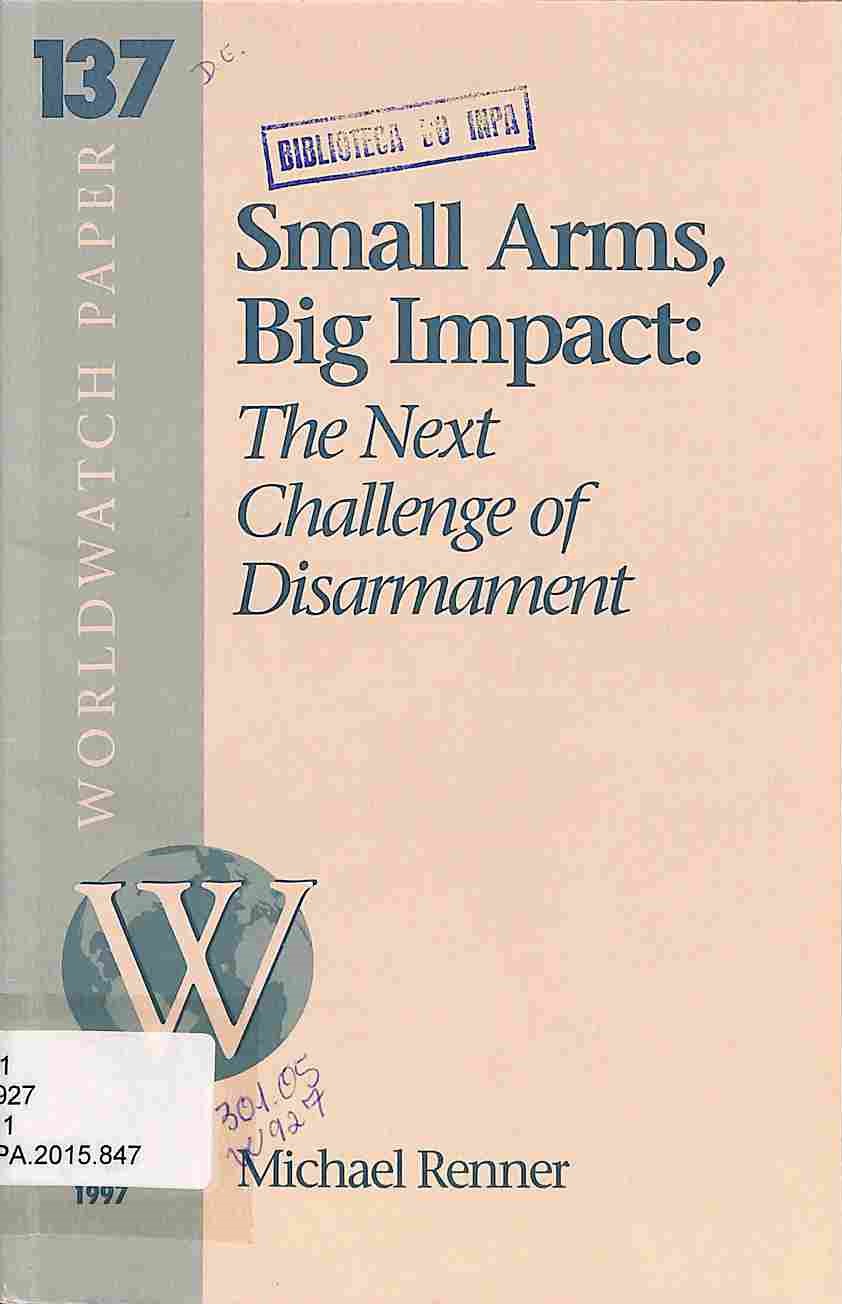 137
D.E.
BIBLIOTECA DO INPA
WORLDWATCH PAPER
Small Arms,
Big Impact:
The Next
Challenge of
Disarmament
W
1
927
1
PA.2015.847
301.05
W927
Michael Renner
1997